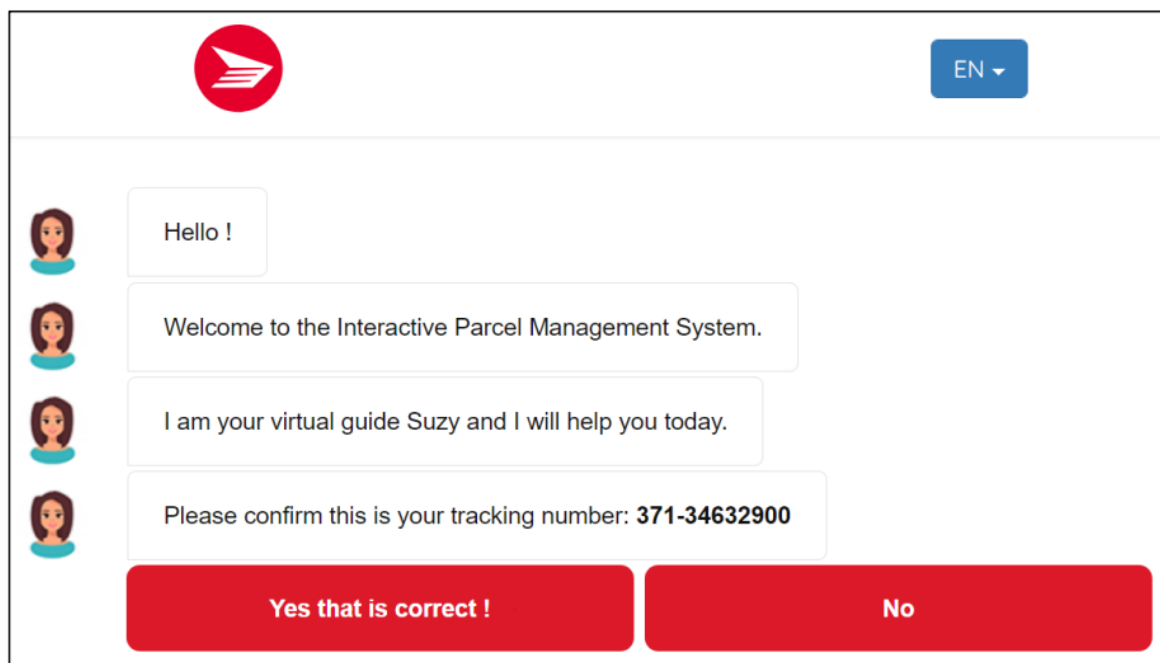 EN
Hello !
Welcome to the Interactive Parcel Management System.
I am your virtual guide Suzy and I will help you today.
Please confirm this is your tracking number: 371-34632900
Yes that is correct !
No